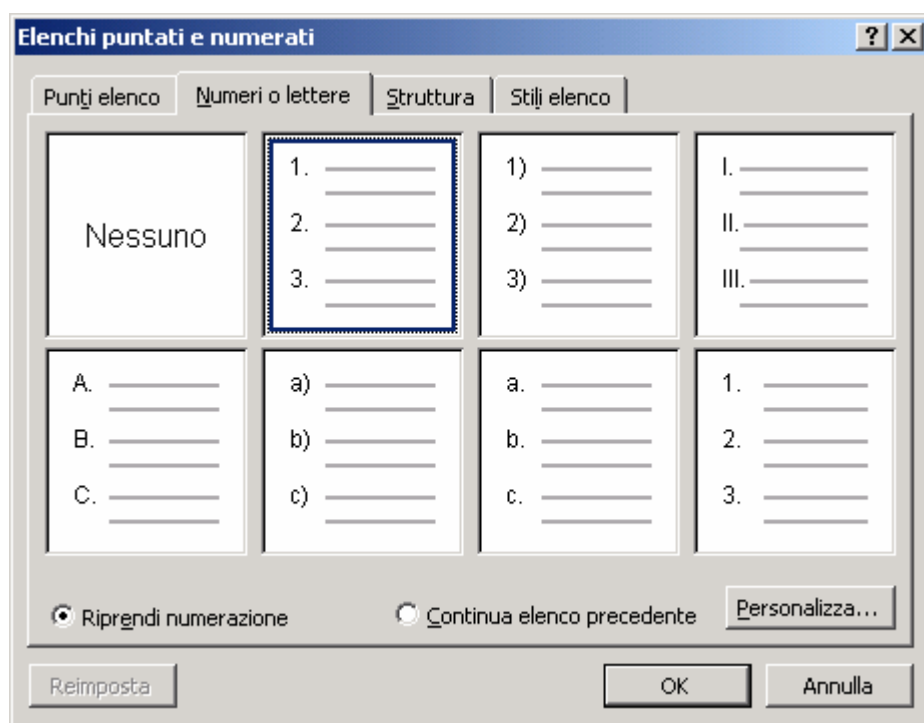 Elenchi puntati e numerati
Punti elenco Numeri o lettere Struttura Stili elenco
Nessuno
1.
2.
3.
1)
2)
3)
I.
II.
III.
A.
B.
C.
a)
b)
c)
a.
b.
c.
1.
2.
3.
Riprendi numerazione Continua elenco precedente Personalizza...
Reimposta OK Annulla